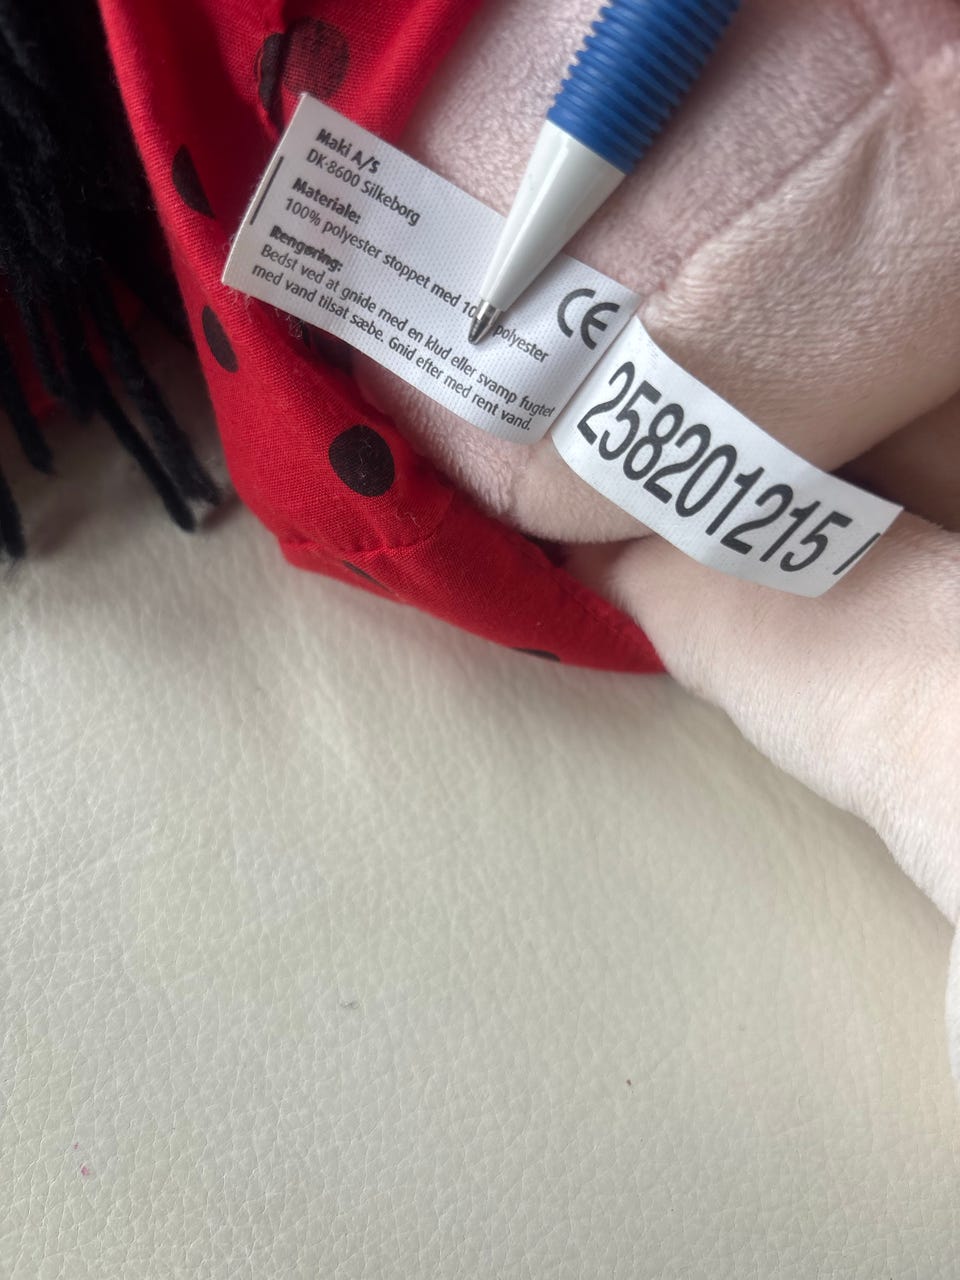 Maki A/S
DK-8600 Silkeborg
Materiale:
100% polyester stoppet med polyester
Rengøring:
Bedst ved at gnide med en klud eller svamp fugtet
med vand tilsat sæbe. Gnid efter med rent vand.
CE
258201215 /